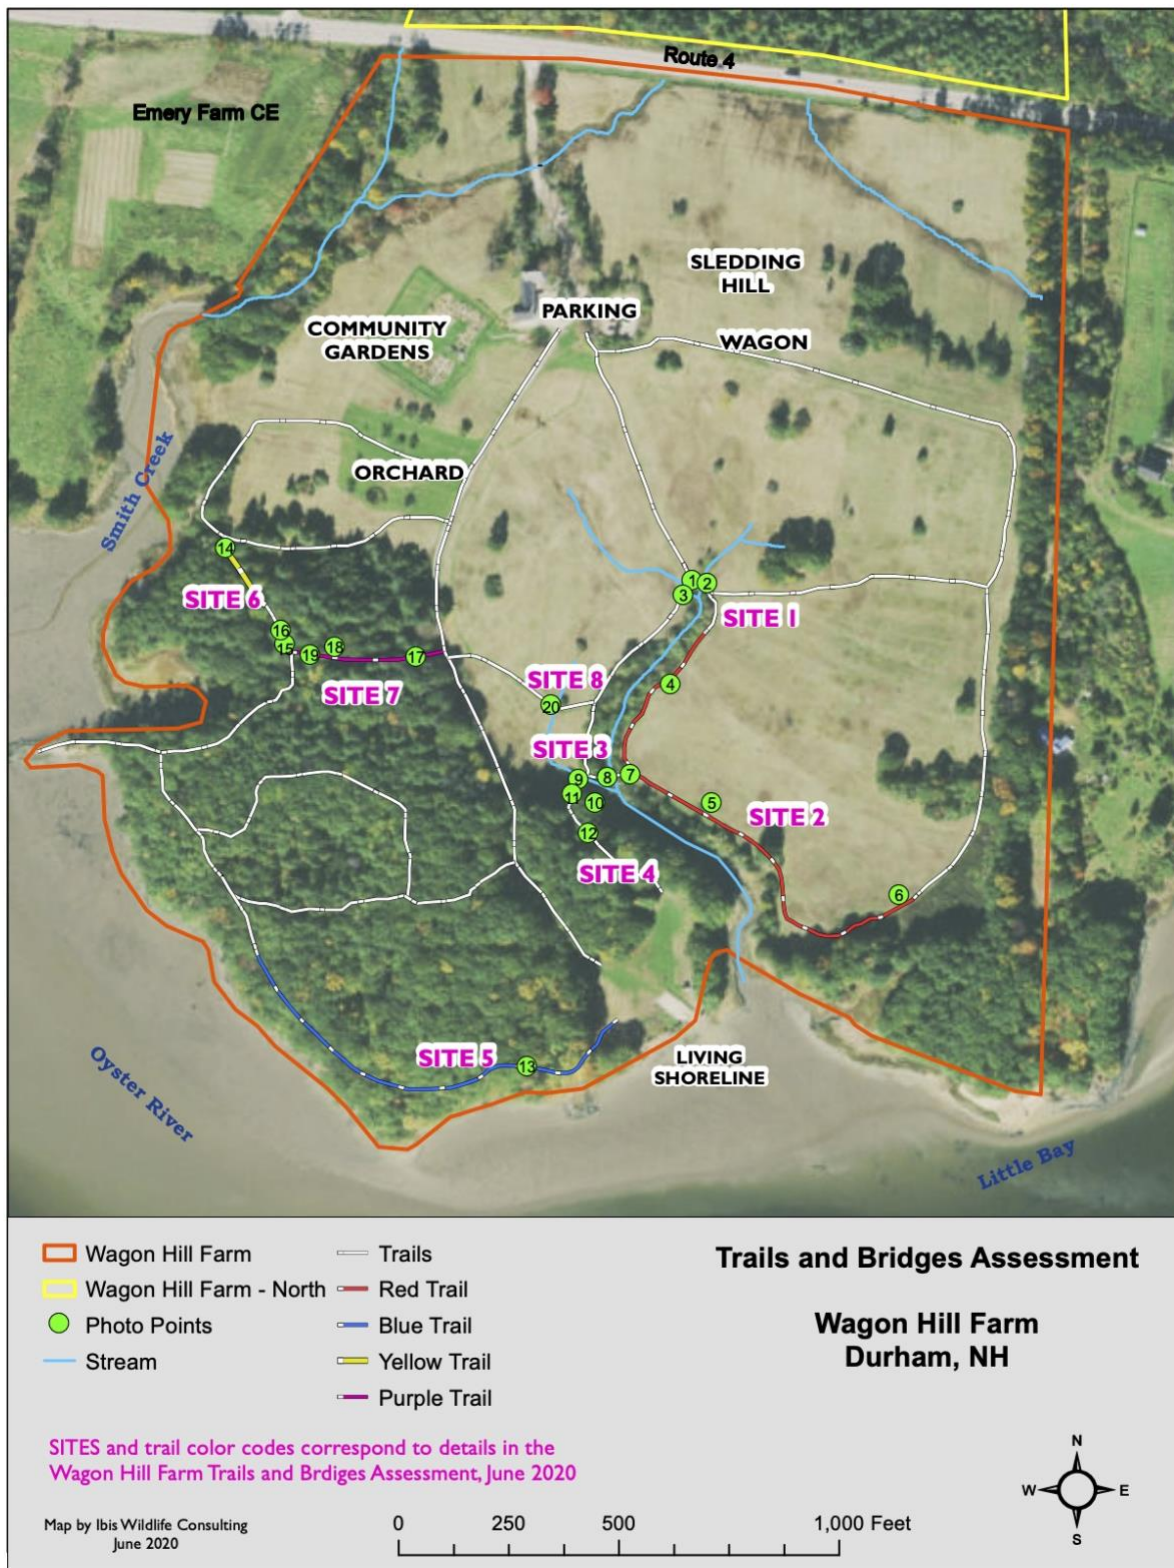 Route 4
Emery Farm CE
SLEDDING
HILL
PARKING
COMMUNITY
GARDENS
WAGON
ORCHARD
Smith Creek
14
1
2
3
SITE 1
SITE 6
16
15
19
18
17
SITE 7
4
SITE 8
20
SITE 3
9
8
7
11
10
5
SITE 2
12
SITE 4
6
SITE 5
13
LIVING
SHORELINE
Oyster River
Little Bay
Wagon Hill Farm
Wagon Hill Farm - North
Photo Points
Stream
Trails
Red Trail
Blue Trail
Yellow Trail
Purple Trail
Trails and Bridges Assessment
Wagon Hill Farm
Durham, NH
SITES and trail color codes correspond to details in the
Wagon Hill Farm Trails and Brdiges Assessment, June 2020
Map by Ibis Wildlife Consulting
June 2020
0 250 500 1,000 Feet
N
W E
S